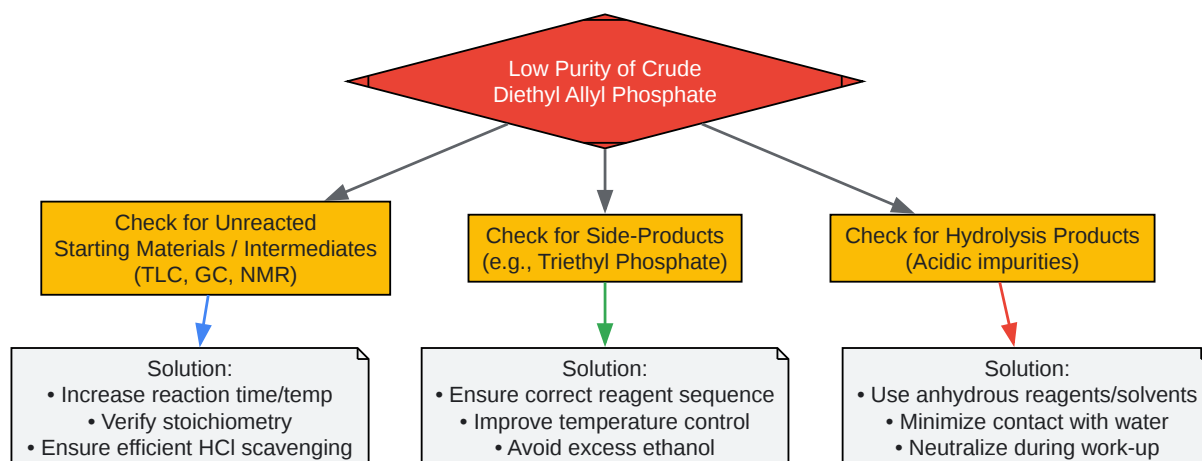 Low Purity of Crude
Diethyl Allyl Phosphate
Check for Unreacted
Starting Materials / Intermediates
(TLC, GC, NMR)
Check for Side-Products
(e.g., Triethyl Phosphate)
Check for Hydrolysis Products
(Acidic impurities)
Solution:
• Increase reaction time/temp
• Verify stoichiometry
• Ensure efficient HCl scavenging
Solution:
• Ensure correct reagent sequence
• Improve temperature control
• Avoid excess ethanol
Solution:
• Use anhydrous reagents/solvents
• Minimize contact with water
• Neutralize during work-up